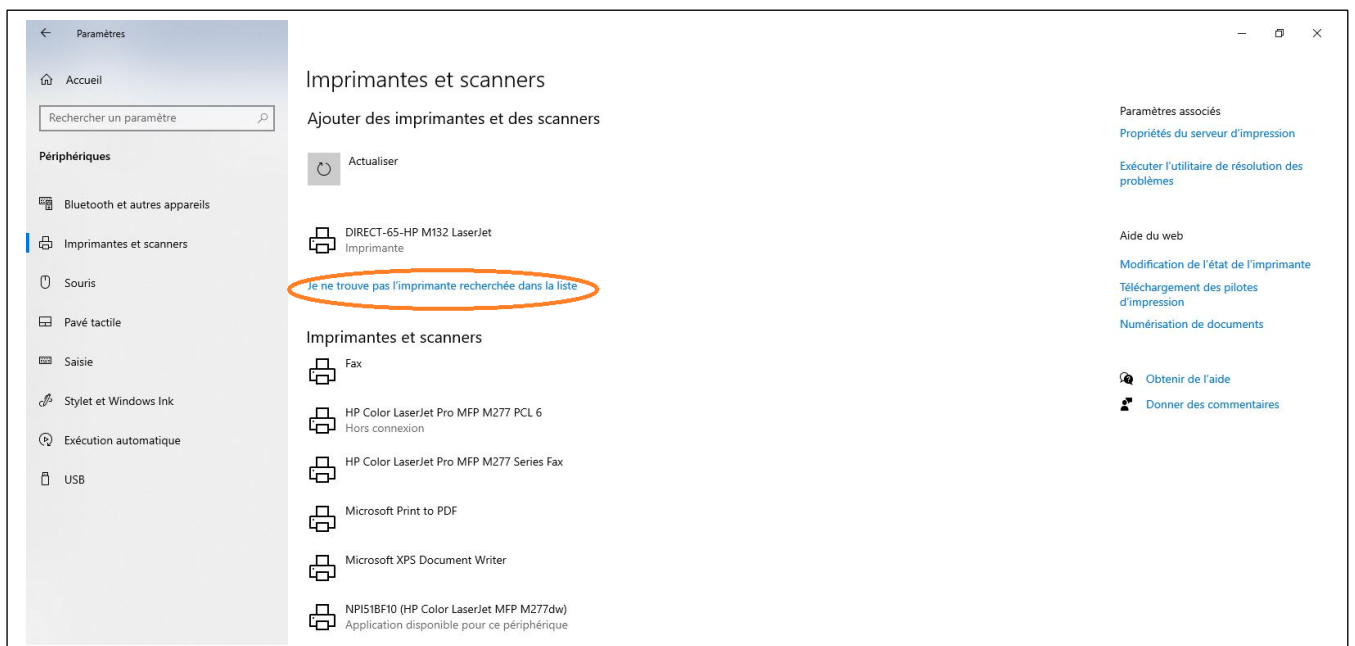 Paramètres
Accueil
Rechercher un paramètre
Périphériques
Bluetooth et autres appareils
Imprimantes et scanners
Souris
Pavé tactile
Saisie
Stylet et Windows Ink
Exécution automatique
USB
Imprimantes et scanners
Ajouter des imprimantes et des scanners
Actualiser
DIRECT-65-HP M132 LaserJet
Imprimante
Je ne trouve pas l'imprimante recherchée dans la liste
Imprimantes et scanners
Fax
HP Color LaserJet Pro MFP M277 PCL 6
Hors connexion
HP Color LaserJet Pro MFP M277 Series Fax
Microsoft Print to PDF
Microsoft XPS Document Writer
NPI51BF10 (HP Color LaserJet MFP M277dw)
Application disponible pour ce périphérique
Paramètres associés
Propriétés du serveur d'impression
Exécuter l'utilitaire de résolution des
problèmes
Aide du web
Modification de l'état de l'imprimante
Téléchargement des pilotes
d'impression
Numérisation de documents
Obtenir de l'aide
Donner des commentaires